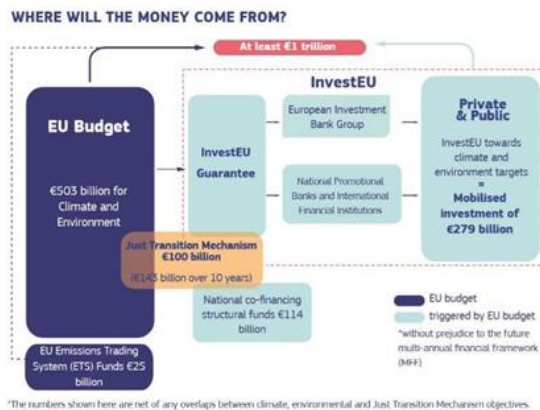 WHERE WILL THE MONEY COME FROM?
At least €1 trillion
InvestEU
EU Budget
€503 billion for
Climate and
Environment
InvestEU
Guarantee
European Investment
Bank Group
National Promotional
Banks and International
Financial Institutions
Private
& Public
InvestEU towards
climate and
environment targets
=
Mobilised
investment of
€279 billion
Just Transition Mechanism
€100 billion
(€143 billion over 10 years)
National co-financing
structural funds €114
billion
EU Emissions Trading
System (ETS) Funds €25
billion
EU budget
triggered by EU budget
*without prejudice to the future
multi-annual financial framework
(MFF)
*The numbers shown here are net of any overlaps between climate, environmental and Just Transition Mechanism objectives